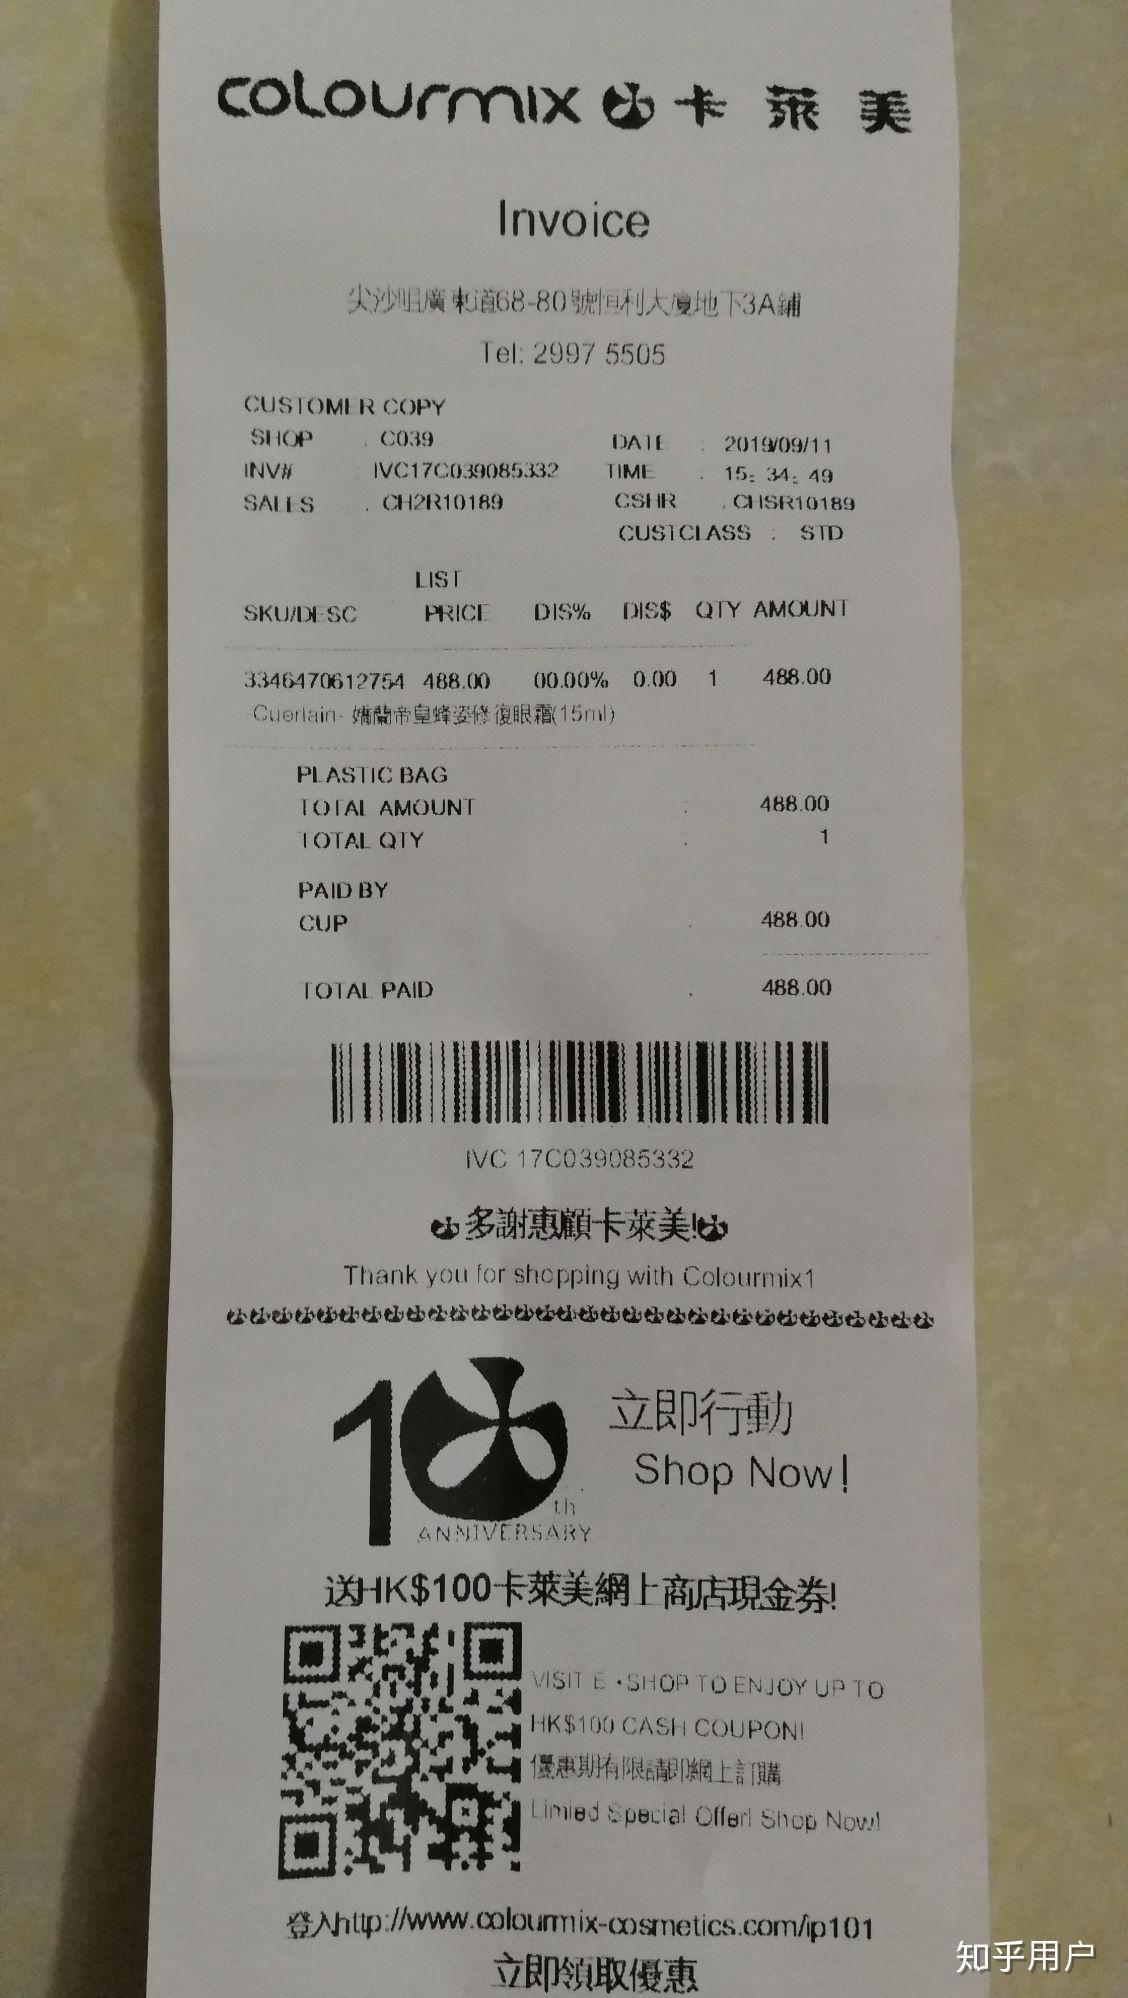 colourmix 卡萊美
Invoice
尖沙咀廣東道68-80號恒利大廈地下3A鋪
Tel: 2997 5505
CUSTOMER COPY
SHOP : C039 DATE : 2019/09/11
INV# : IVC17C039085332 TIME : 15: 34: 49
SALES : CH2R10189 CSHR : CHSR10189
CUSTCLASS : STD
LIST
SKU/DESC PRICE DIS% DIS$ QTY AMOUNT
3346470612754 488.00 00.00% 0.00 1 488.00
-Cuerlain- 嬌蘭帝皇蜂姿修復眼霜(15ml)
PLASTIC BAG
TOTAL AMOUNT : 488.00
TOTAL QTY : 1
PAID BY
CUP : 488.00
TOTAL PAID : 488.00
IVC 17C039085332
多謝惠顧卡萊美!
Thank you for shopping with Colourmix1
10th
ANNIVERSARY
立即行動
Shop Now!
送HK$100卡萊美網上商店現金券!
VISIT E-SHOP TO ENJOY UP TO
HK$100 CASH COUPON!
優惠期有限請即網上訂購
Limied Special Offer! Shop Now!
登入http://www.colourmix-cosmetics.com/ip101
立即領取優惠
知乎用户